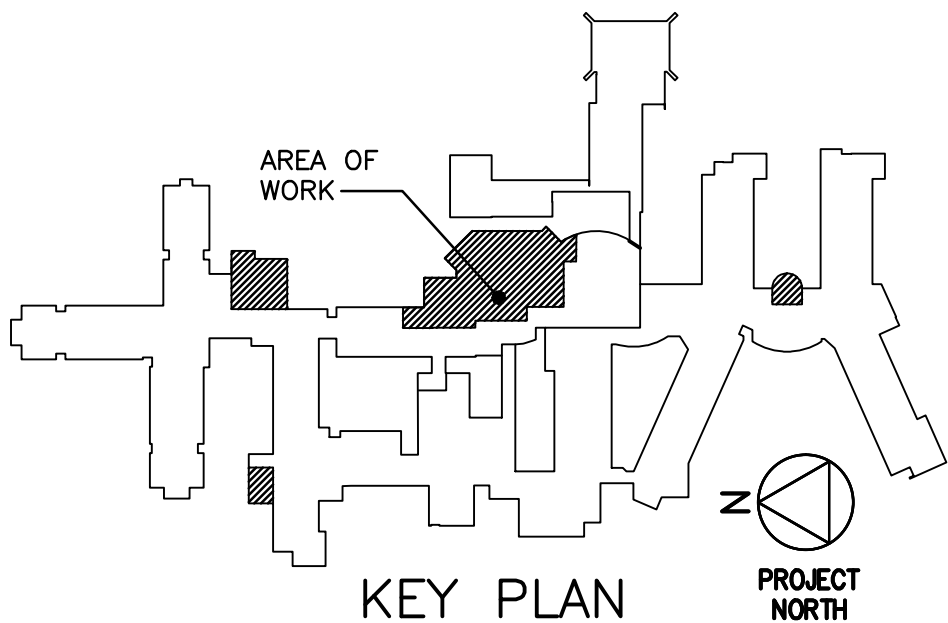 AREA OF
WORK
N
PROJECT
NORTH
KEY PLAN